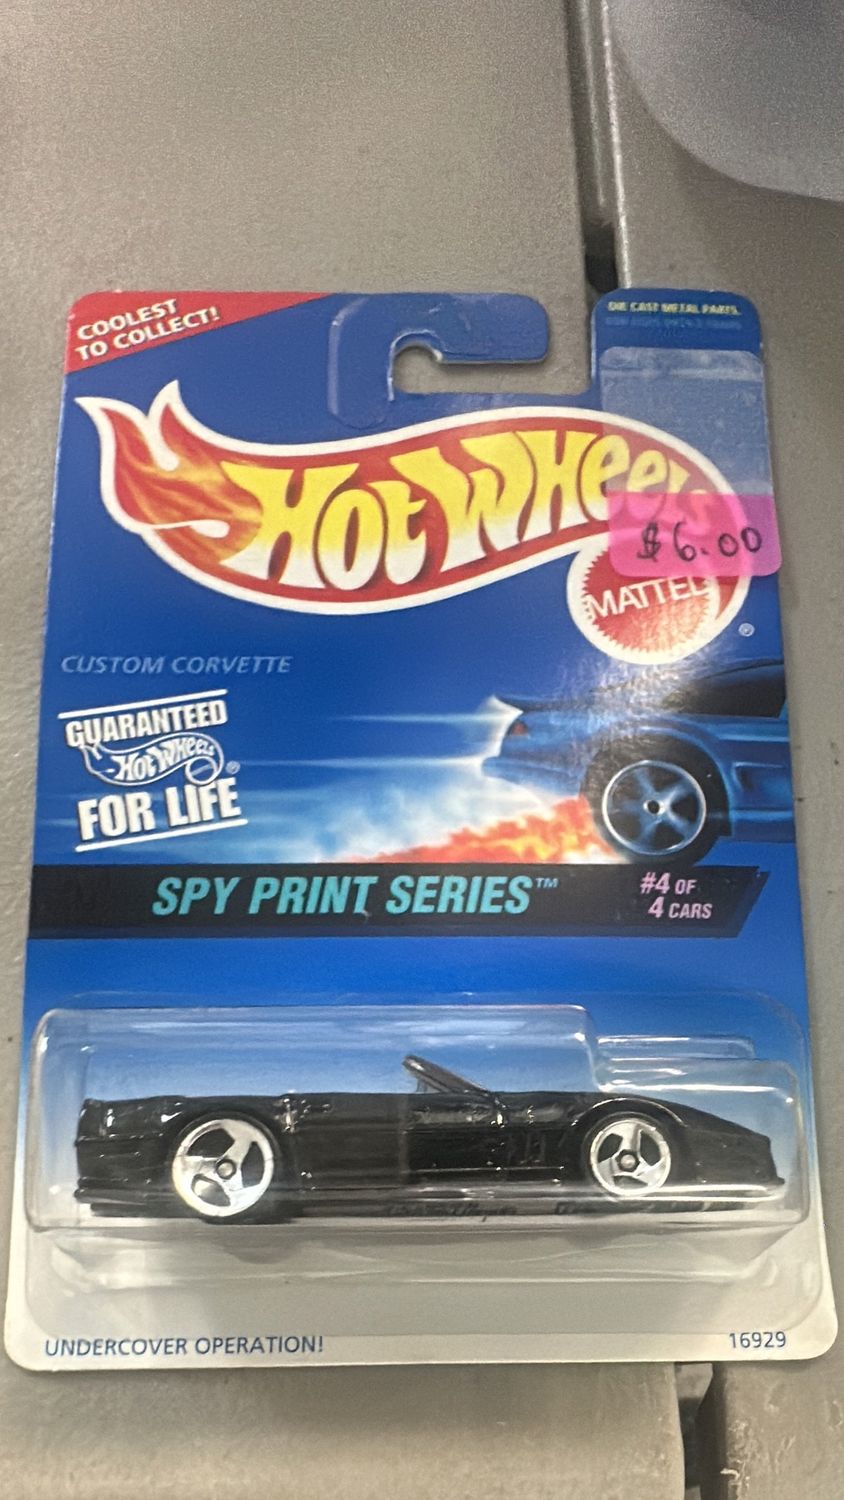 COOLEST
TO COLLECT!
DIE CAST METAL PARTS.
HOT WHEELS
$6.00
MATTEL
®
CUSTOM CORVETTE
GUARANTEED
HOT WHEELS®
FOR LIFE
SPY PRINT SERIES™
#4 OF
4 CARS
UNDERCOVER OPERATION!
16929